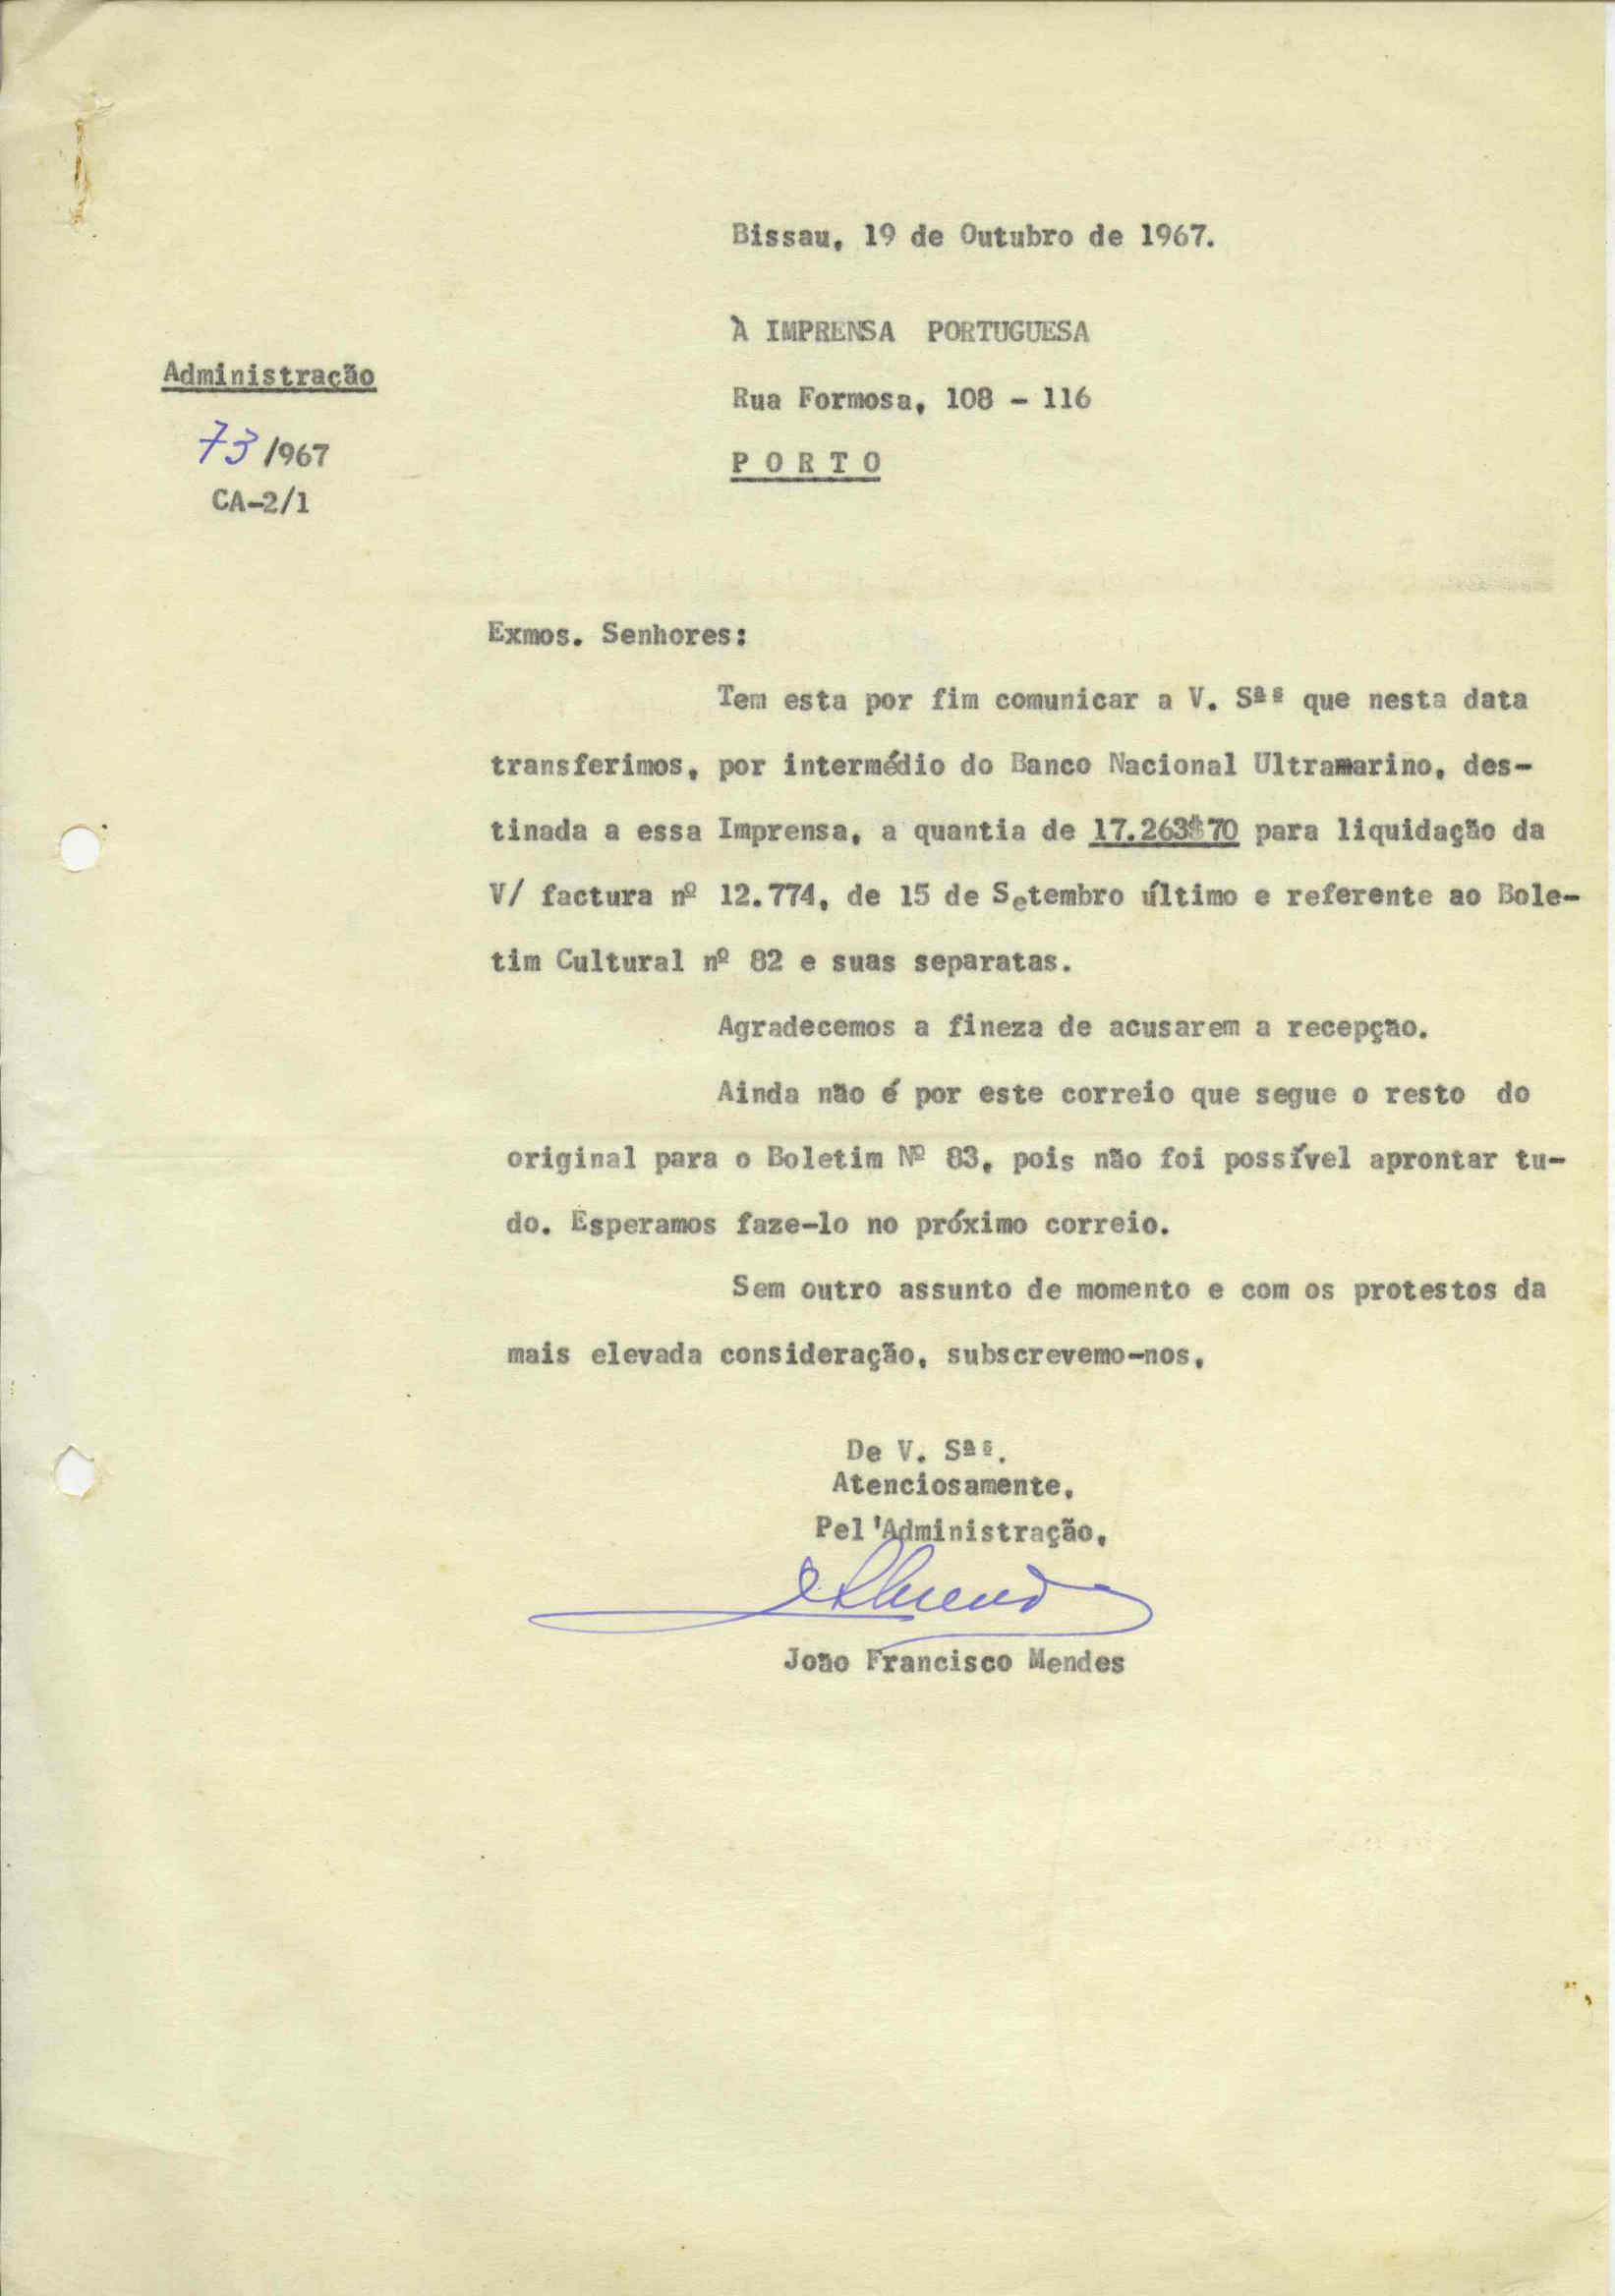 Bissau, 19 de Outubro de 1967.
À IMPRENSA PORTUGUESA
Administração
Rua Formosa, 108 - 116
73/967
PORTO
CA-2/1
Exmos. Senhores:
Tem esta por fim comunicar a V. Sªs que nesta data
transferimos, por intermédio do Banco Nacional Ultramarino, des-
tinada a essa Imprensa, a quantia de 17.263$70 para liquidação da
V/ factura nº 12.774, de 15 de Setembro último e referente ao Bole-
tim Cultural nº 82 e suas separatas.
Agradecemos a fineza de acusarem a recepção.
Ainda não é por este correio que segue o resto do
original para o Boletim Nº 83, pois não foi possível aprontar tu-
do. Esperamos faze-lo no próximo correio.
Sem outro assunto de momento e com os protestos da
mais elevada consideração, subscrevemo-nos,
De V. Sªs.
Atenciosamente,
Pel'Administração,
João Francisco Mendes